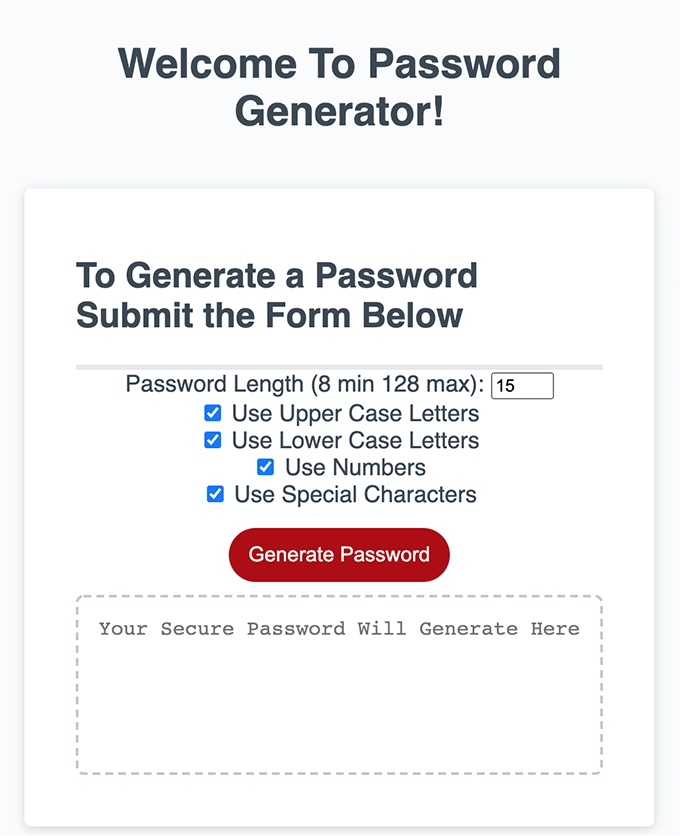 Welcome To Password
Generator!
To Generate a Password
Submit the Form Below
Password Length (8 min 128 max): 15
Use Upper Case Letters
Use Lower Case Letters
Use Numbers
Use Special Characters
Generate Password
Your Secure Password Will Generate Here